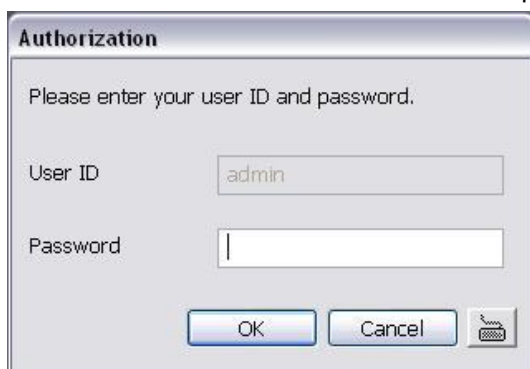 Authorization
Please enter your user ID and password.
User ID
admin
Password
OK
Cancel